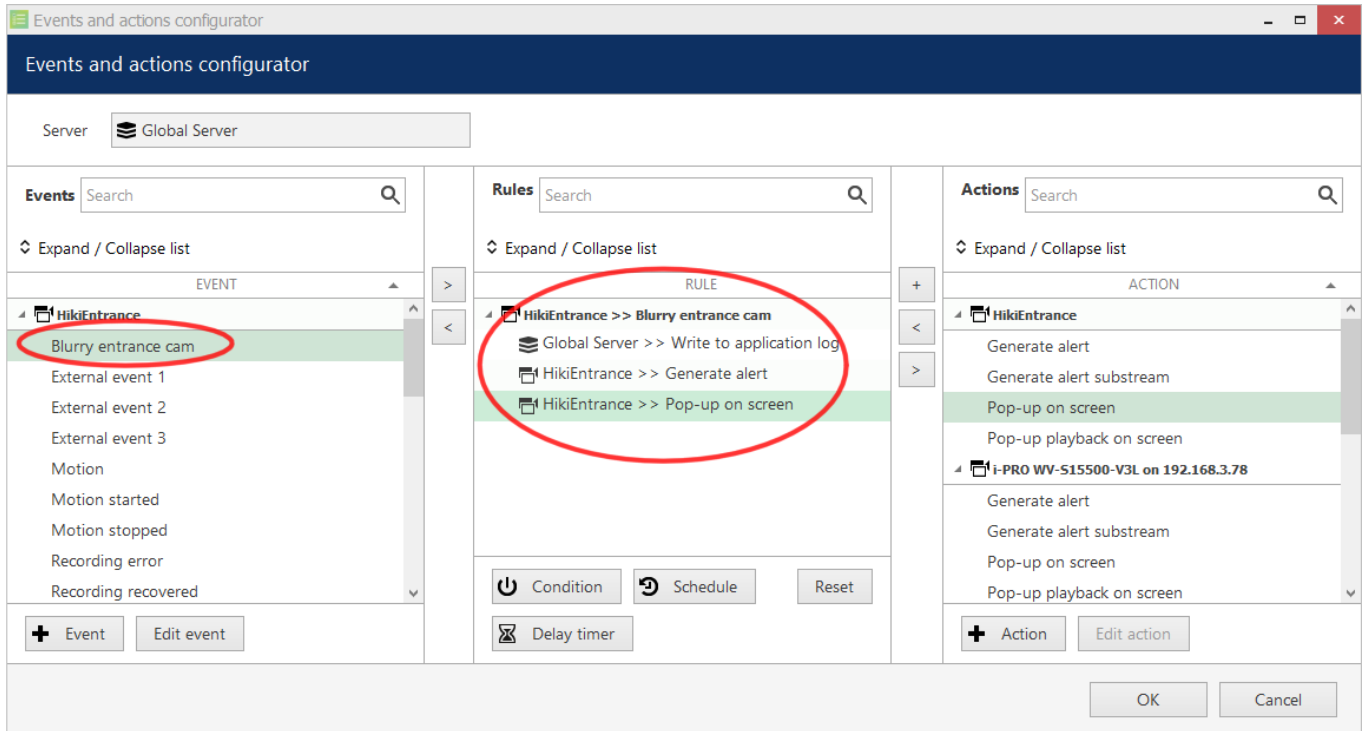 Events and actions configurator
Events and actions configurator
Server Global Server
Events Search
Expand / Collapse list
EVENT
HikiEntrance
Blurry entrance cam
External event 1
External event 2
External event 3
Motion
Motion started
Motion stopped
Recording error
Recording recovered
+ Event Edit event
>
<
Rules Search
Expand / Collapse list
RULE
HikiEntrance >> Blurry entrance cam
Global Server >> Write to application log
HikiEntrance >> Generate alert
HikiEntrance >> Pop-up on screen
Condition Schedule Reset
Delay timer
+
<
>
Actions Search
Expand / Collapse list
ACTION
HikiEntrance
Generate alert
Generate alert substream
Pop-up on screen
Pop-up playback on screen
i-PRO WV-S15500-V3L on 192.168.3.78
Generate alert
Generate alert substream
Pop-up on screen
Pop-up playback on screen
+ Action Edit action
OK Cancel